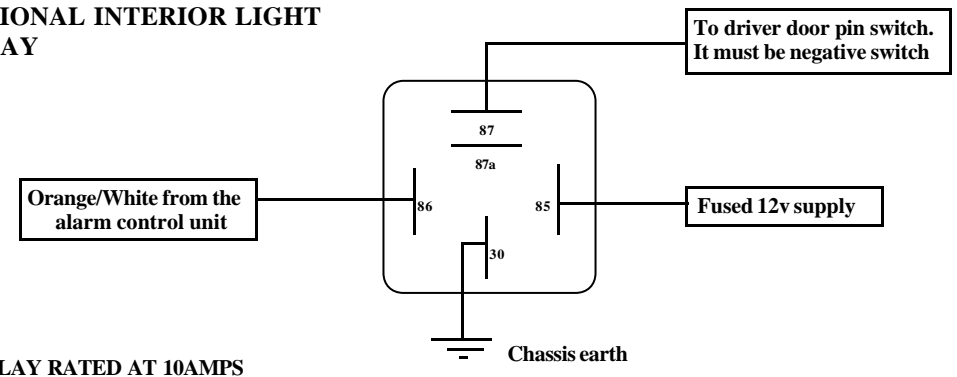 IONAL INTERIOR LIGHT
AY
To driver door pin switch.
It must be negative switch
87
87a
Orange/White from the
alarm control unit
86
85
Fused 12v supply
30
Chassis earth
LAY RATED AT 10AMPS